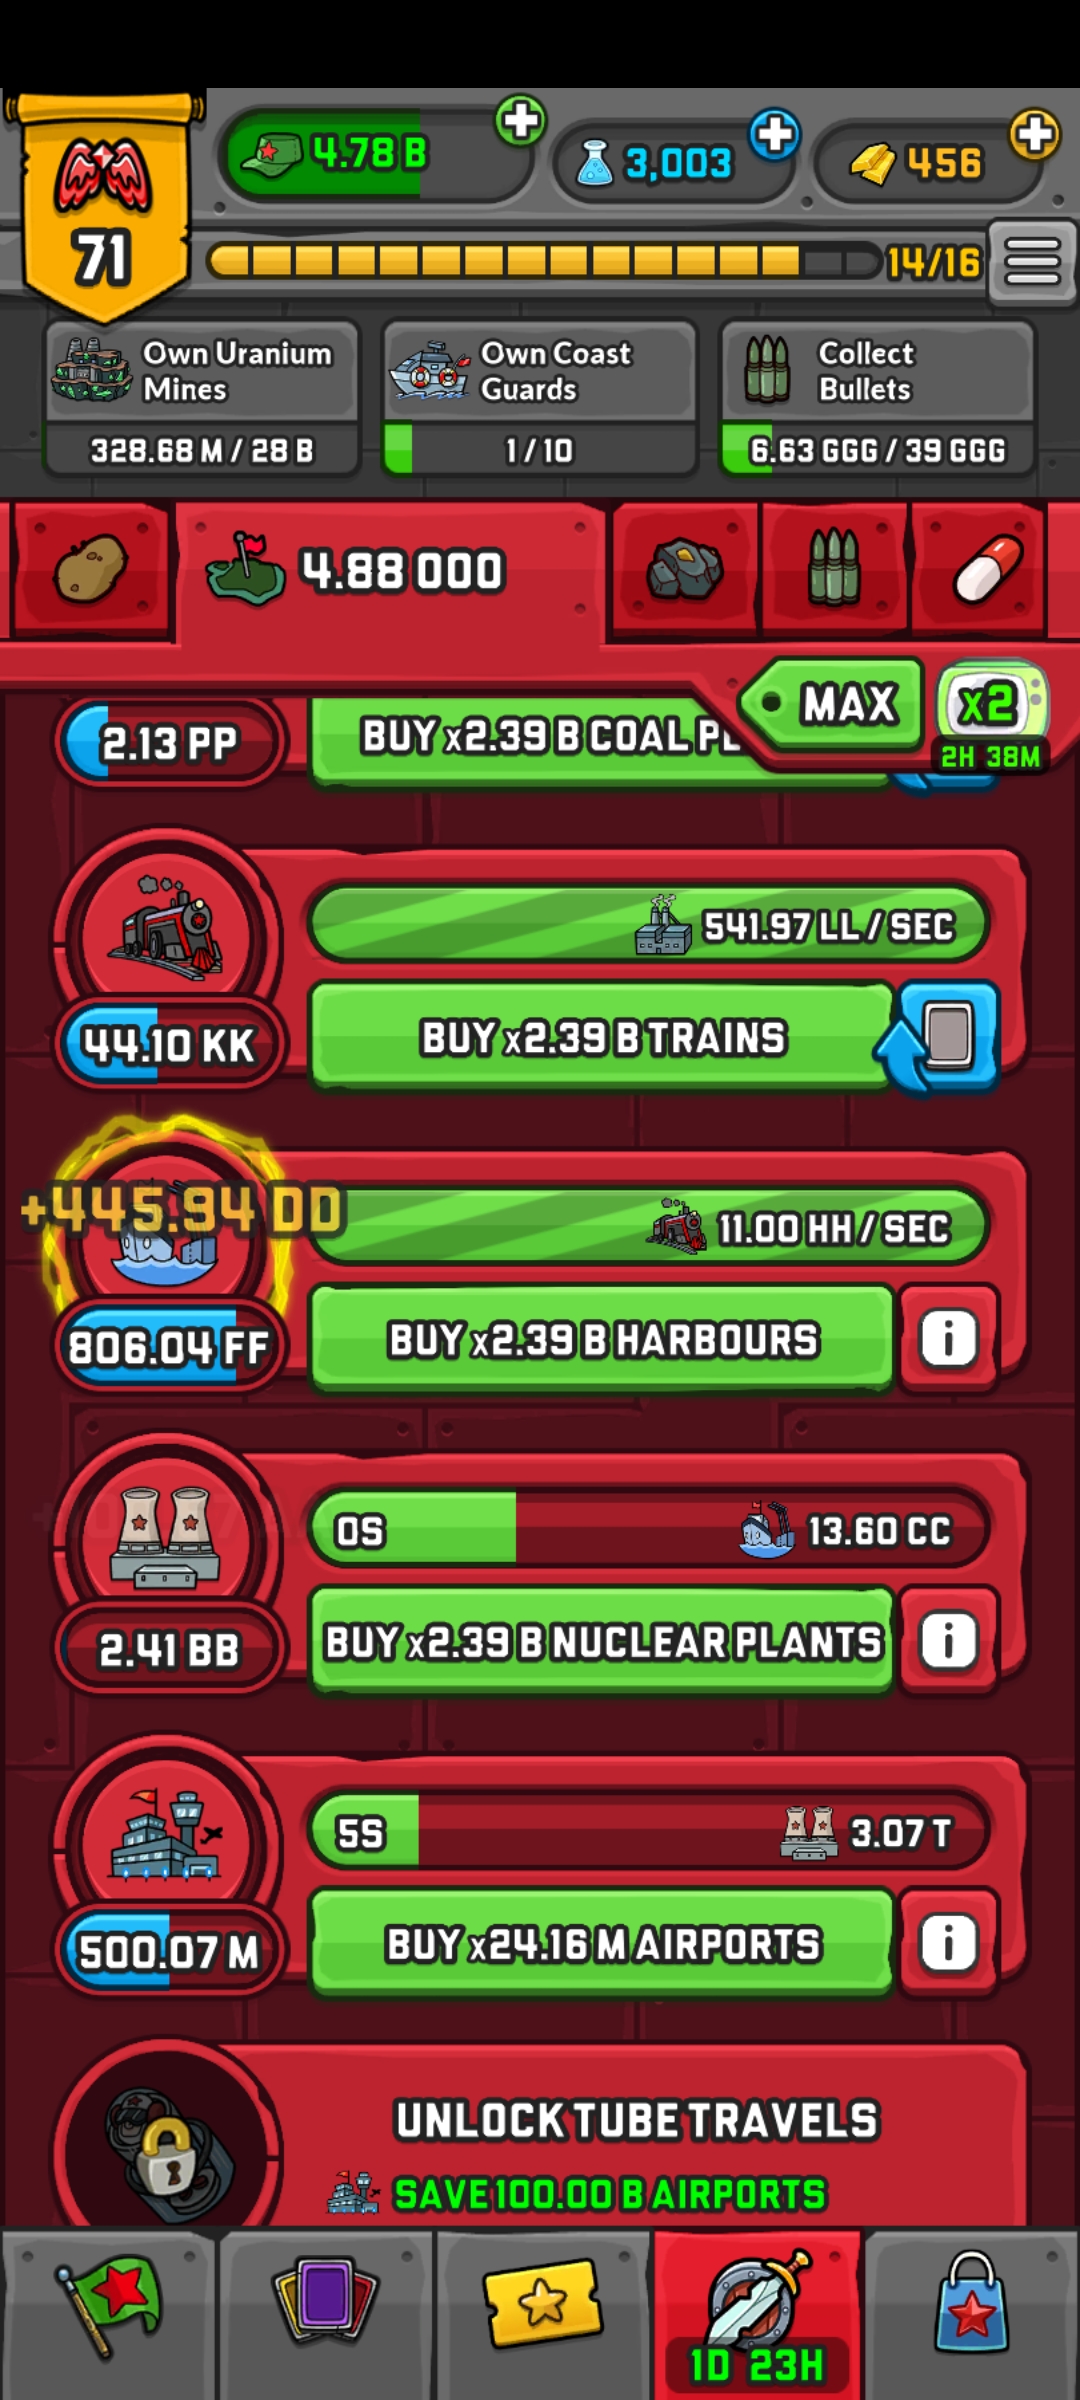 4.78 B
3,003
456
71
14/16
Own Uranium
Mines
328.68 M / 28 B
Own Coast
Guards
1 / 10
Collect
Bullets
6.63 GGG / 39 GGG
4.88 000
MAX
x2
2H 38M
2.13 PP
BUY x2.39 B COAL
541.97 LL / SEC
44.10 KK
BUY x2.39 B TRAINS
+445.94 DD
11.00 HH / SEC
806.04 FF
BUY x2.39 B HARBOURS
i
0S
13.60 CC
2.41 BB
BUY x2.39 B NUCLEAR PLANTS
i
5S
3.07 T
500.07 M
BUY x24.16 M AIRPORTS
i
UNLOCK TUBE TRAVELS
SAVE 100.00 B AIRPORTS
1D 23H